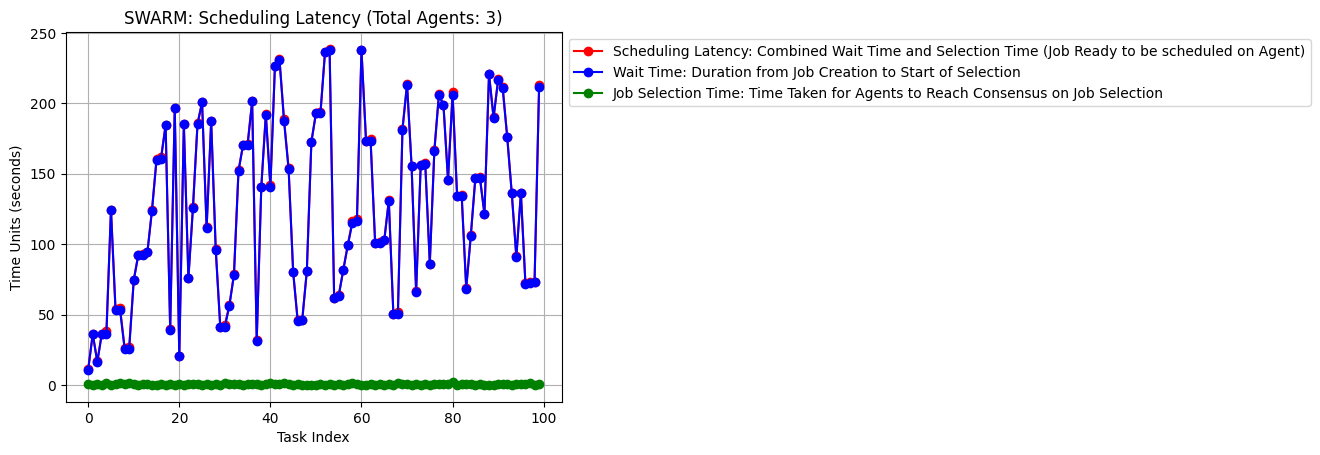 SWARM: Scheduling Latency (Total Agents: 3)
Scheduling Latency: Combined Wait Time and Selection Time (Job Ready to be scheduled on Agent)
Wait Time: Duration from Job Creation to Start of Selection
Job Selection Time: Time Taken for Agents to Reach Consensus on Job Selection
Time Units (seconds)
250
200
150
100
50
0
0 20 40 60 80 100
Task Index